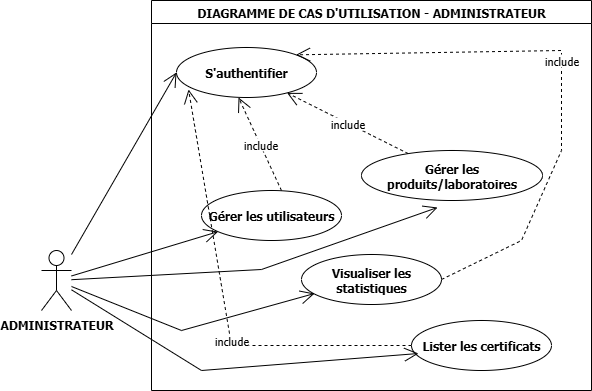 DIAGRAMME DE CAS D'UTILISATION - ADMINISTRATEUR
S'authentifier
include
include
include
Gérer les
produits/laboratoires
Gérer les utilisateurs
Visualiser les
statistiques
ADMINISTRATEUR
include
Lister les certificats